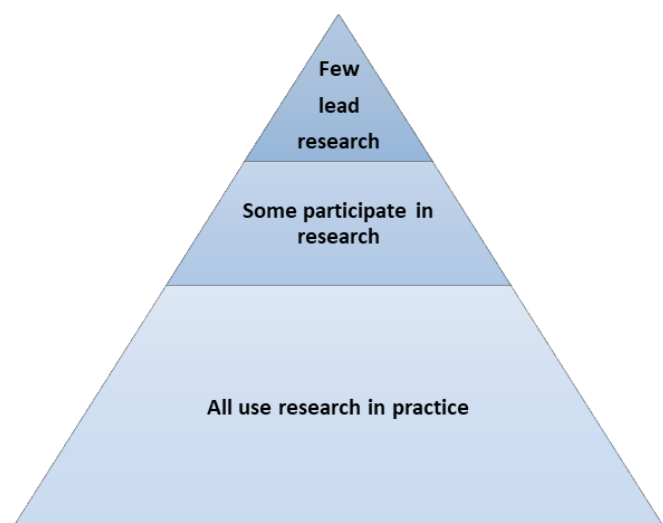 Few
lead
research
Some participate in
research
All use research in practice